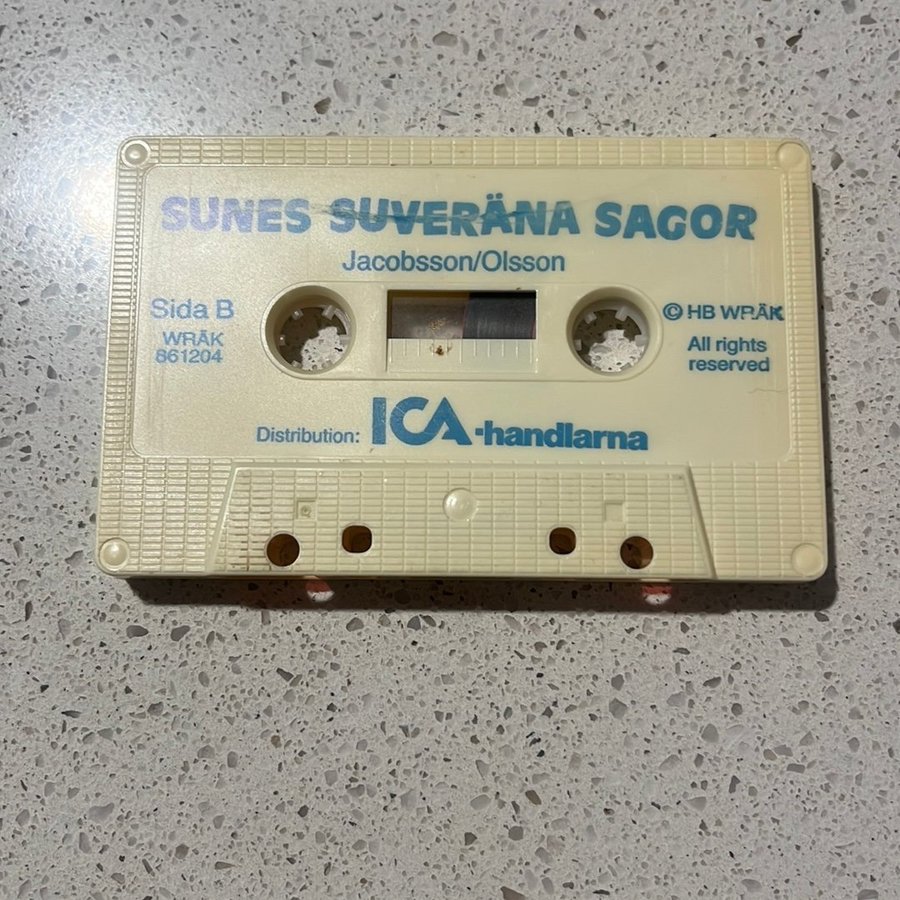 SUNES SUVERÄNA SAGOR
Jacobsson/Olsson
Sida B
WRÄK
861204
© HB WRÄK
All rights
reserved
Distribution: ICA-handlarna